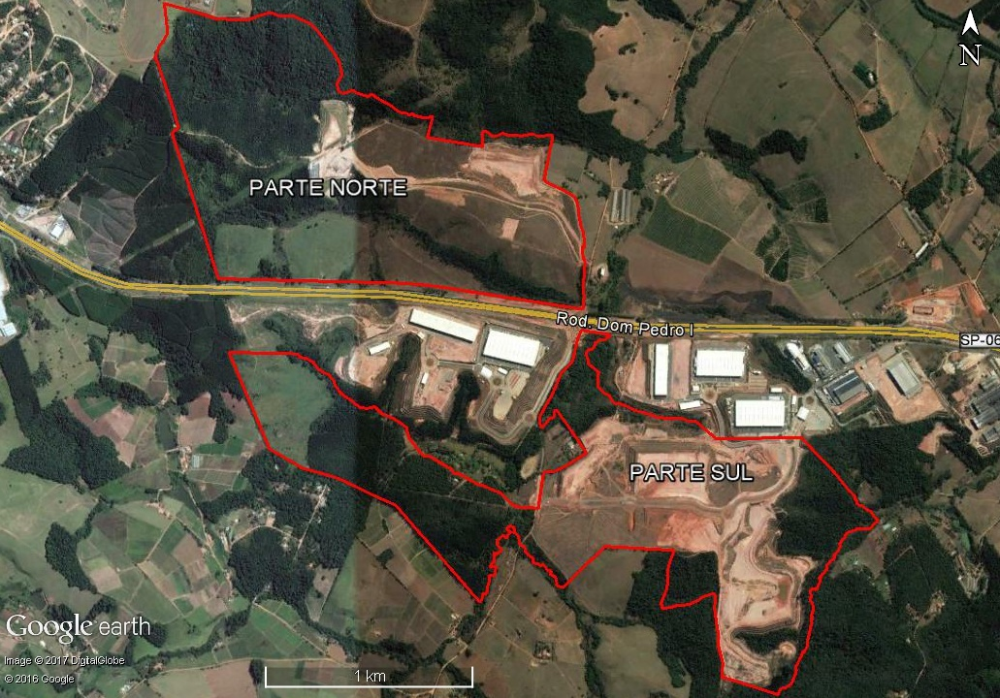 N
PARTE NORTE
Rod. Dom Pedro I
SP-06
PARTE SUL
Google earth
Image © 2017 DigitalGlobe
© 2016 Google
1 km